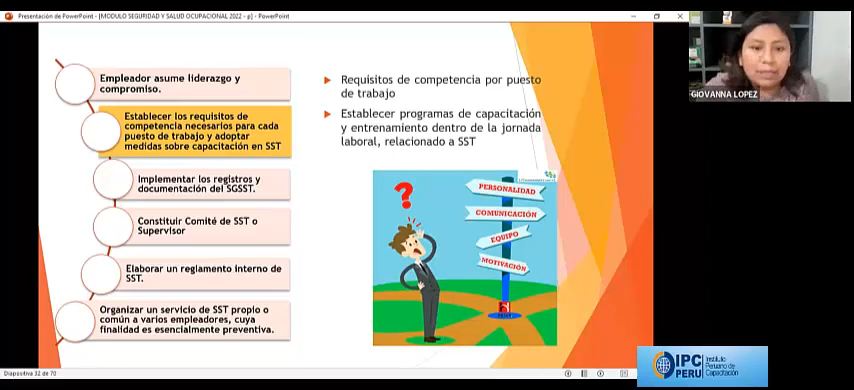 Presentación de PowerPoint - [MODULO SEGURIDAD Y SALUD OCUPACIONAL 2022 - p] - PowerPoint
GIOVANNA LOPEZ
Empleador asume liderazgo y
compromiso.
Establecer los requisitos de
competencia necesarios para cada
puesto de trabajo y adoptar
medidas sobre capacitación en SST
Implementar los registros y
documentación del SGSST.
Constituir Comité de SST o
Supervisor
Elaborar un reglamento interno de
SST.
Organizar un servicio de SST propio o
común a varios empleadores, cuya
finalidad es esencialmente preventiva.
Requisitos de competencia por puesto
de trabajo
Establecer programas de capacitación
y entrenamiento dentro de la jornada
laboral, relacionado a SST
?
PERSONALIDAD
COMUNICACIÓN
EQUIPO
MOTIVACIÓN
Diapositiva 32 de 70
IPC
PERU
Instituto
Peruano de
Capacitación